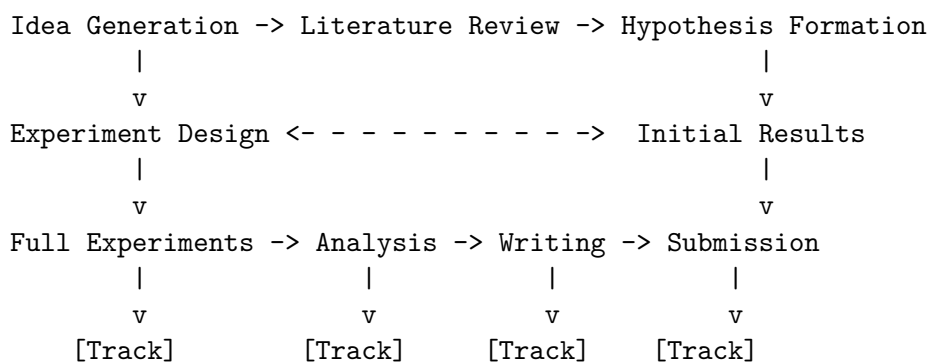 Idea Generation -> Literature Review -> Hypothesis Formation
| |
v v
Experiment Design <- - - - - - - - - -> Initial Results
| |
v v
Full Experiments -> Analysis -> Writing -> Submission
| | | |
v v v v
[Track] [Track] [Track] [Track]